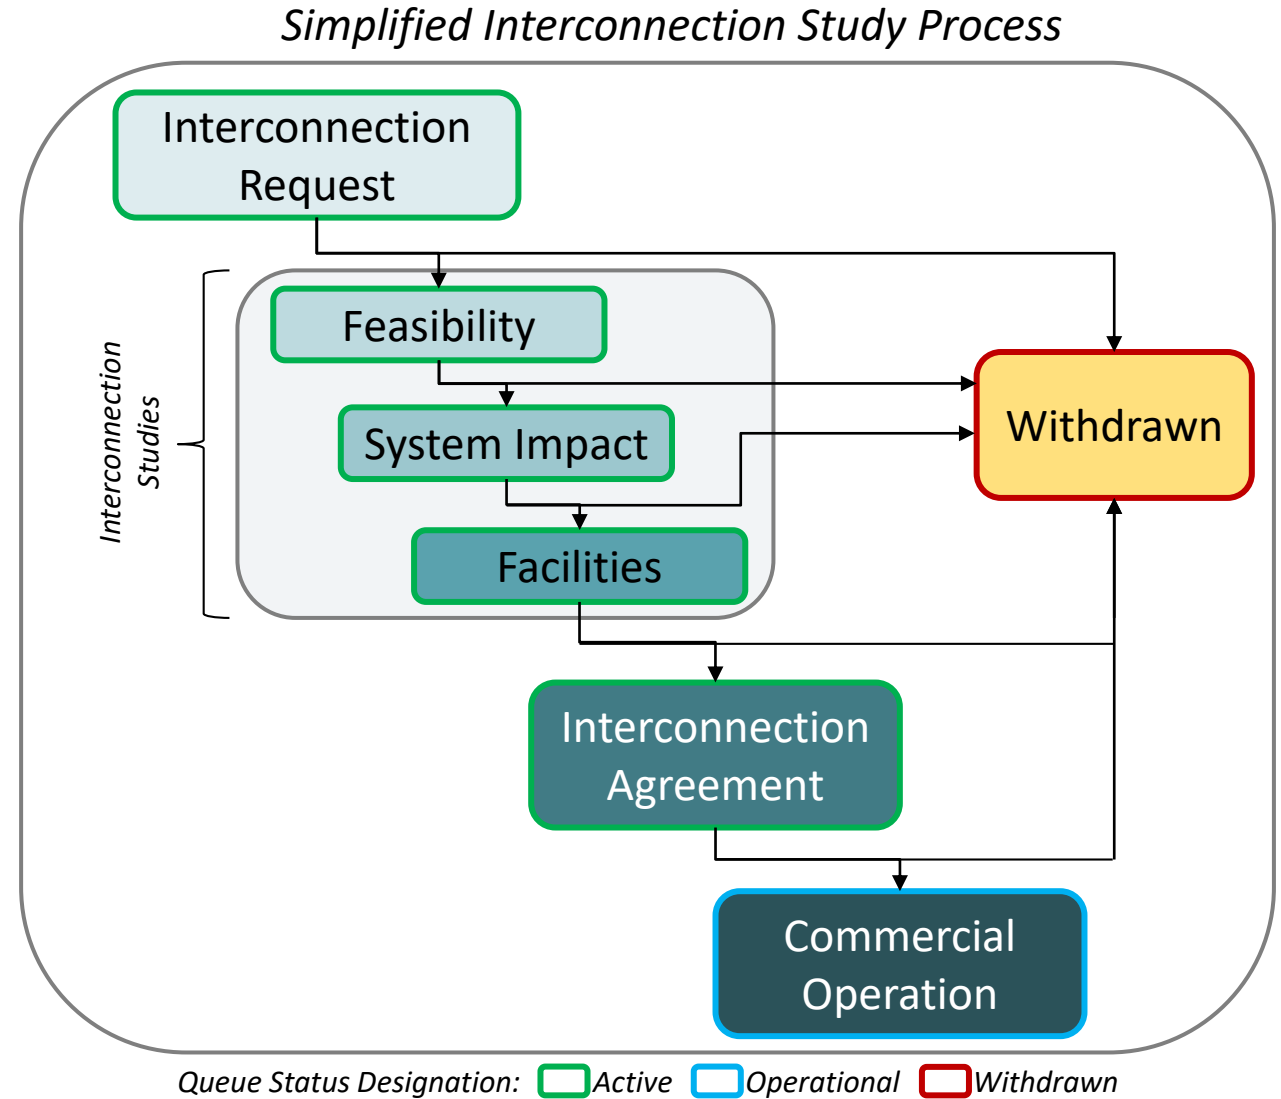 Simplified Interconnection Study Process
Interconnection
Request
Interconnection
Studies
Feasibility
System Impact
Facilities
Withdrawn
Interconnection
Agreement
Commercial
Operation
Queue Status Designation: Active Operational Withdrawn